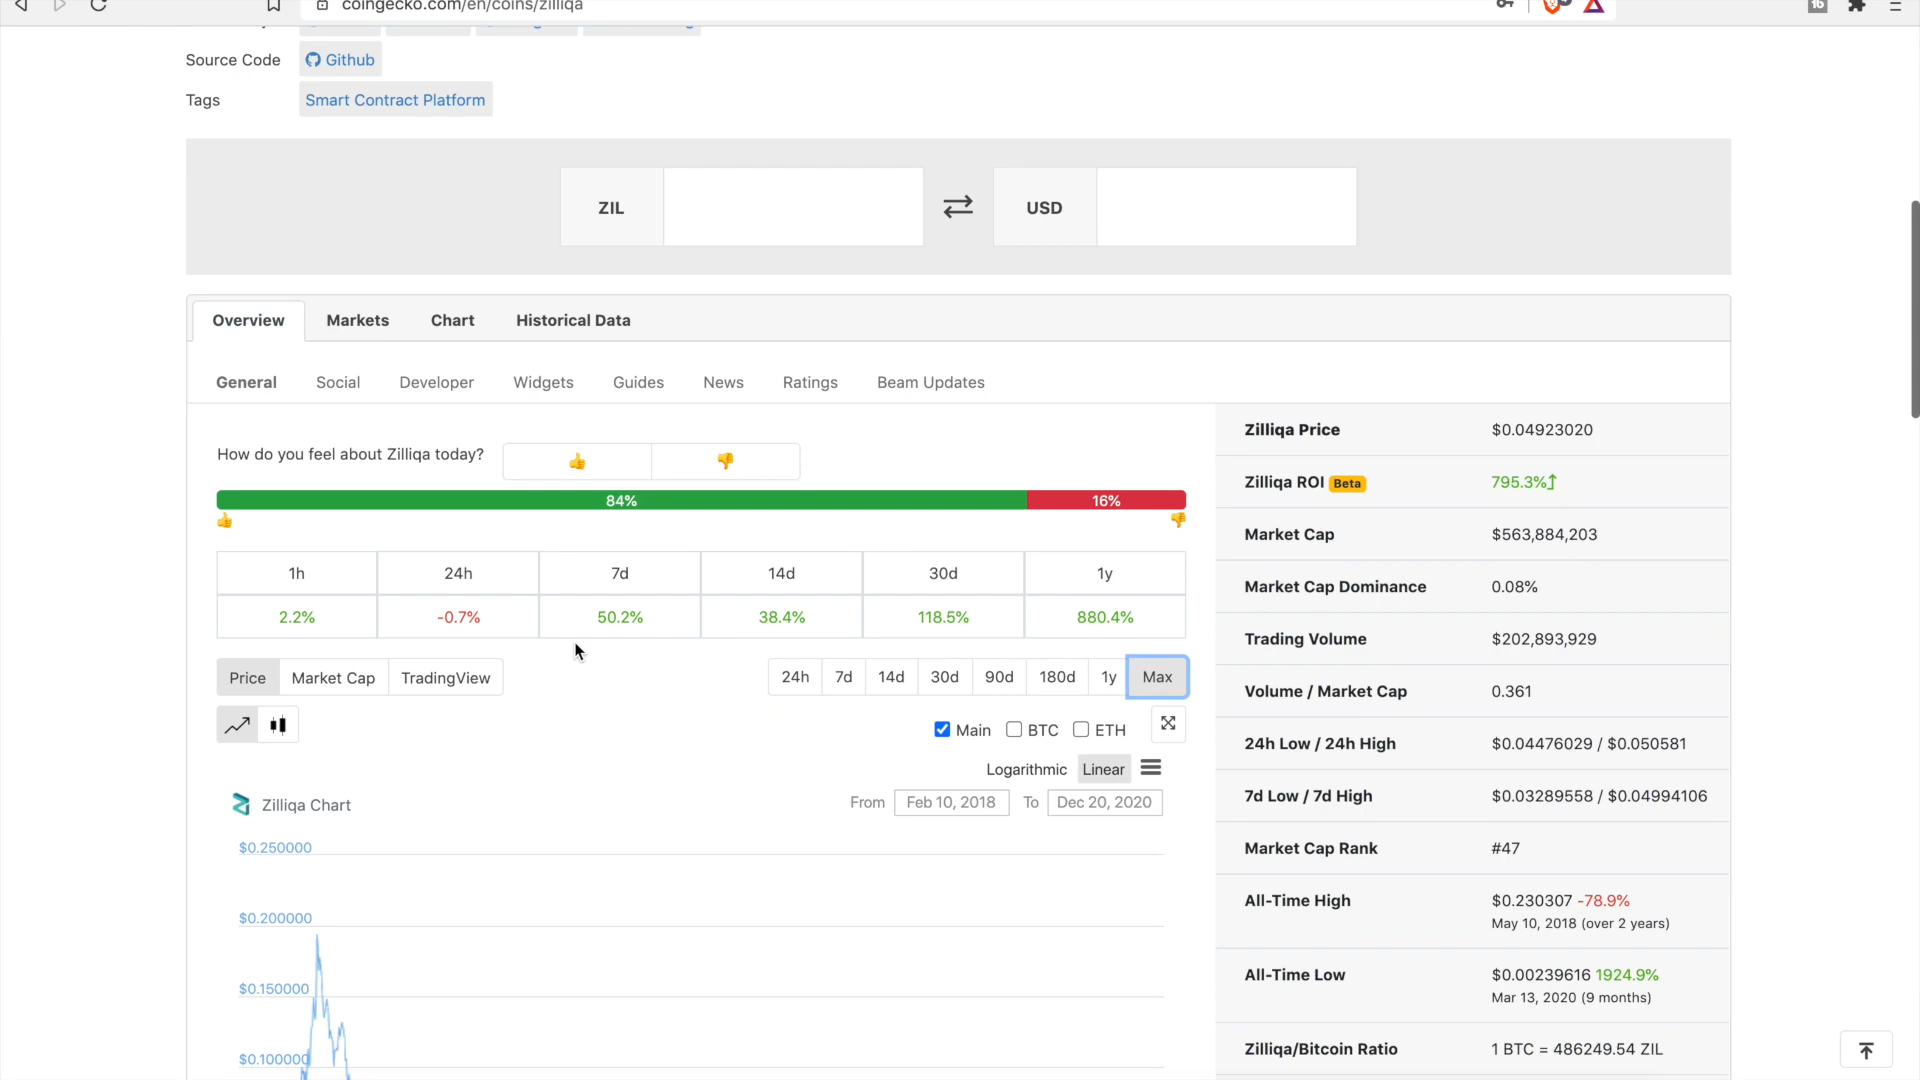 coingecko.com/en/coins/zilliqa
Source Code Github
Tags Smart Contract Platform
ZIL USD
Overview Markets Chart Historical Data
General Social Developer Widgets Guides News Ratings Beam Updates
How do you feel about Zilliqa today?
84% 16%
1h 24h 7d 14d 30d 1y
2.2% -0.7% 50.2% 38.4% 118.5% 880.4%
Price Market Cap TradingView 24h 7d 14d 30d 90d 180d 1y Max
Main BTC ETH
Logarithmic Linear
Zilliqa Chart From Feb 10, 2018 To Dec 20, 2020
$0.250000
$0.200000
$0.150000
$0.100000
Zilliqa Price $0.04923020
Zilliqa ROI Beta 795.3%
Market Cap $563,884,203
Market Cap Dominance 0.08%
Trading Volume $202,893,929
Volume / Market Cap 0.361
24h Low / 24h High $0.04476029 / $0.050581
7d Low / 7d High $0.03289558 / $0.04994106
Market Cap Rank #47
All-Time High $0.230307 -78.9%
May 10, 2018 (over 2 years)
All-Time Low $0.00239616 1924.9%
Mar 13, 2020 (9 months)
Zilliqa/Bitcoin Ratio 1 BTC = 486249.54 ZIL